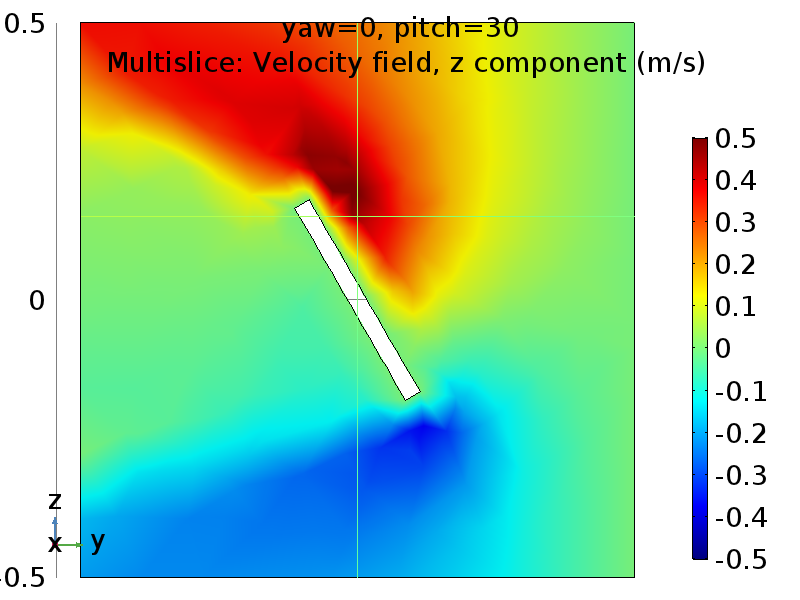 0.5
yaw=0, pitch=30
Multislice: Velocity field, z component (m/s)
0.5
0.4
0.3
0.2
0.1
0
0
-0.1
-0.2
-0.3
-0.4
-0.5
z
x
y
-0.5